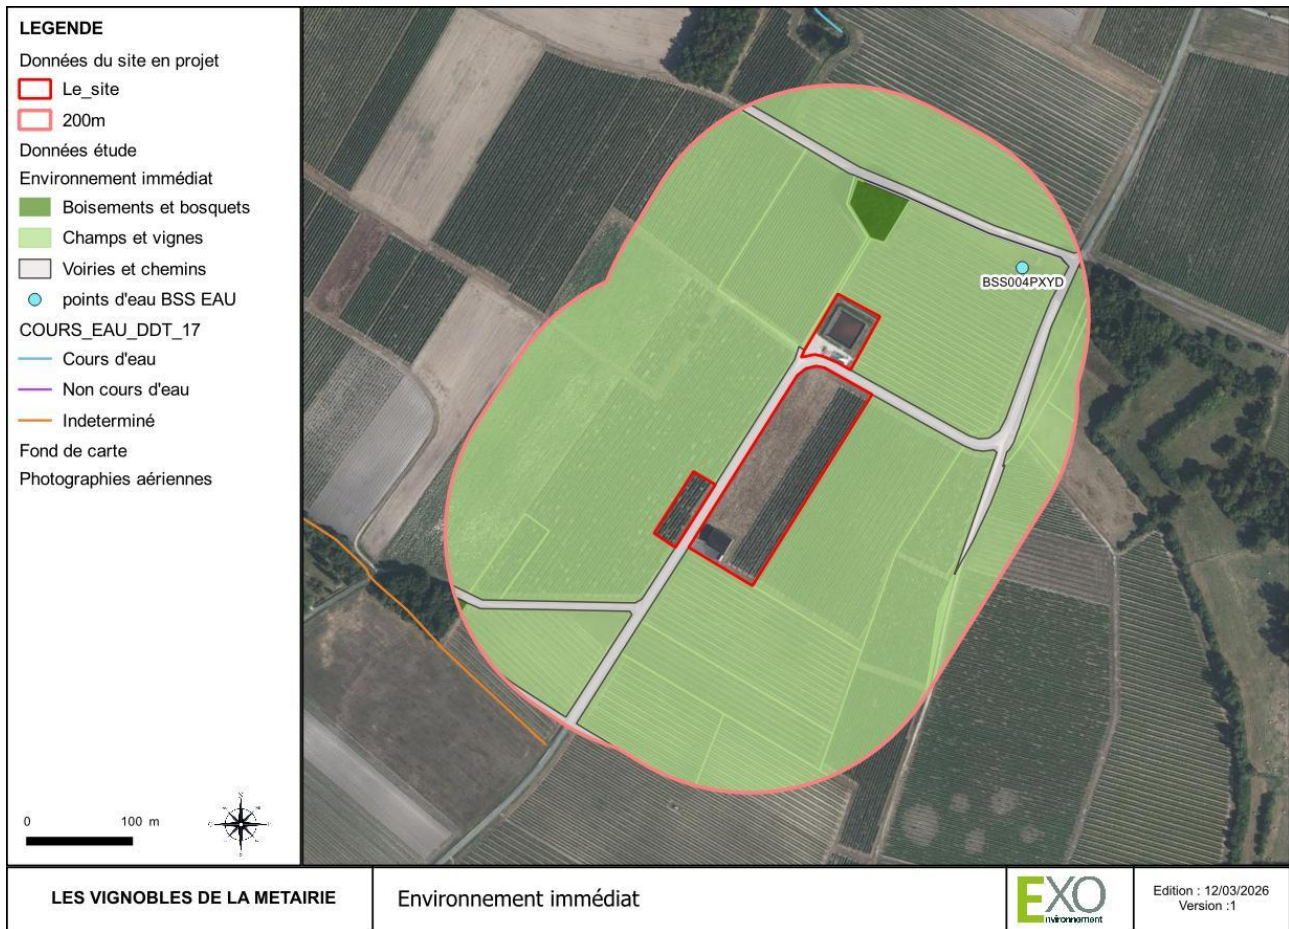 LEGENDE
Données du site en projet
Le_site
200m
Données étude
Environnement immédiat
Boisements et bosquets
Champs et vignes
Voiries et chemins
points d'eau BSS EAU
COURS_EAU_DDT_17
Cours d'eau
Non cours d'eau
Indeterminé
Fond de carte
Photographies aériennes
0 100 m
N
S
BSS004PXYD
LES VIGNOBLES DE LA METAIRIE
Environnement immédiat
EXO
nvironnement
Edition : 12/03/2026
Version :1